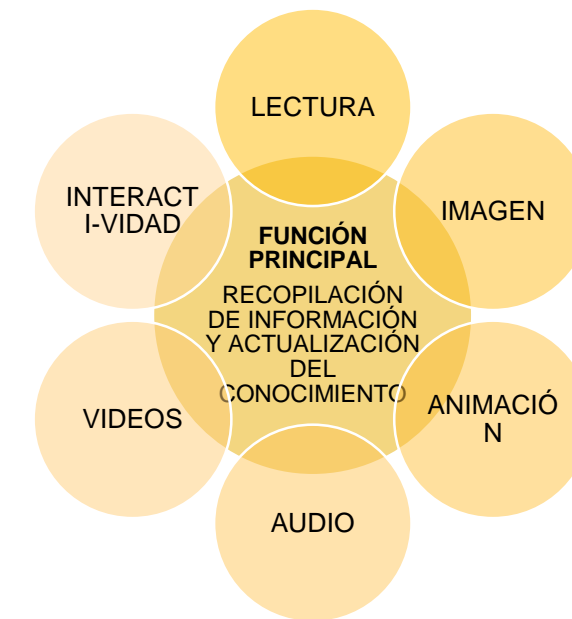 LECTURA
IMAGEN
ANIMACIÓ
N
AUDIO
VIDEOS
INTERACT
I-VIDAD
FUNCIÓN
PRINCIPAL
RECOPILACIÓN
DE INFORMACIÓN
Y ACTUALIZACIÓN
DEL
CONOCIMIENTO